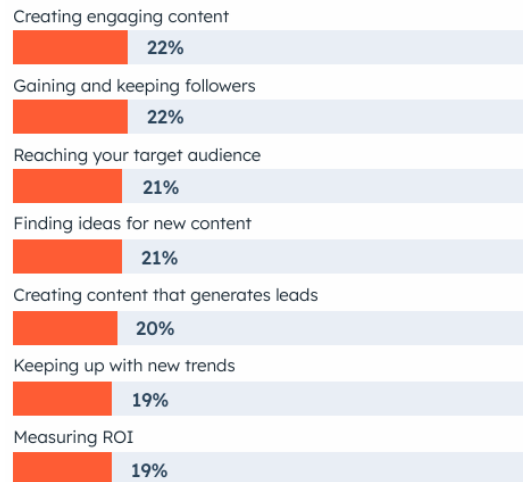 Creating engaging content
22%
Gaining and keeping followers
22%
Reaching your target audience
21%
Finding ideas for new content
21%
Creating content that generates leads
20%
Keeping up with new trends
19%
Measuring ROI
19%